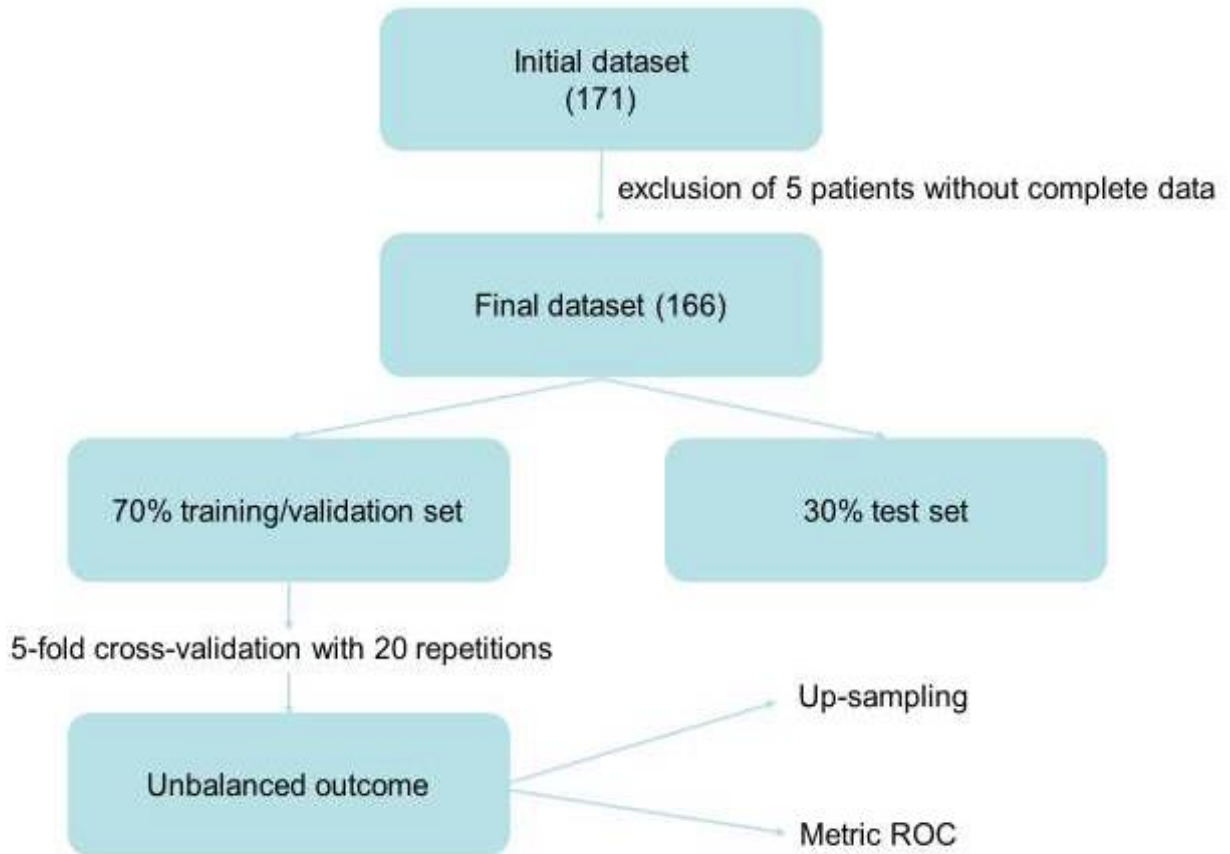 Initial dataset
(171)
exclusion of 5 patients without complete data
Final dataset (166)
70% training/validation set
30% test set
5-fold cross-validation with 20 repetitions
Up-sampling
Unbalanced outcome
Metric ROC